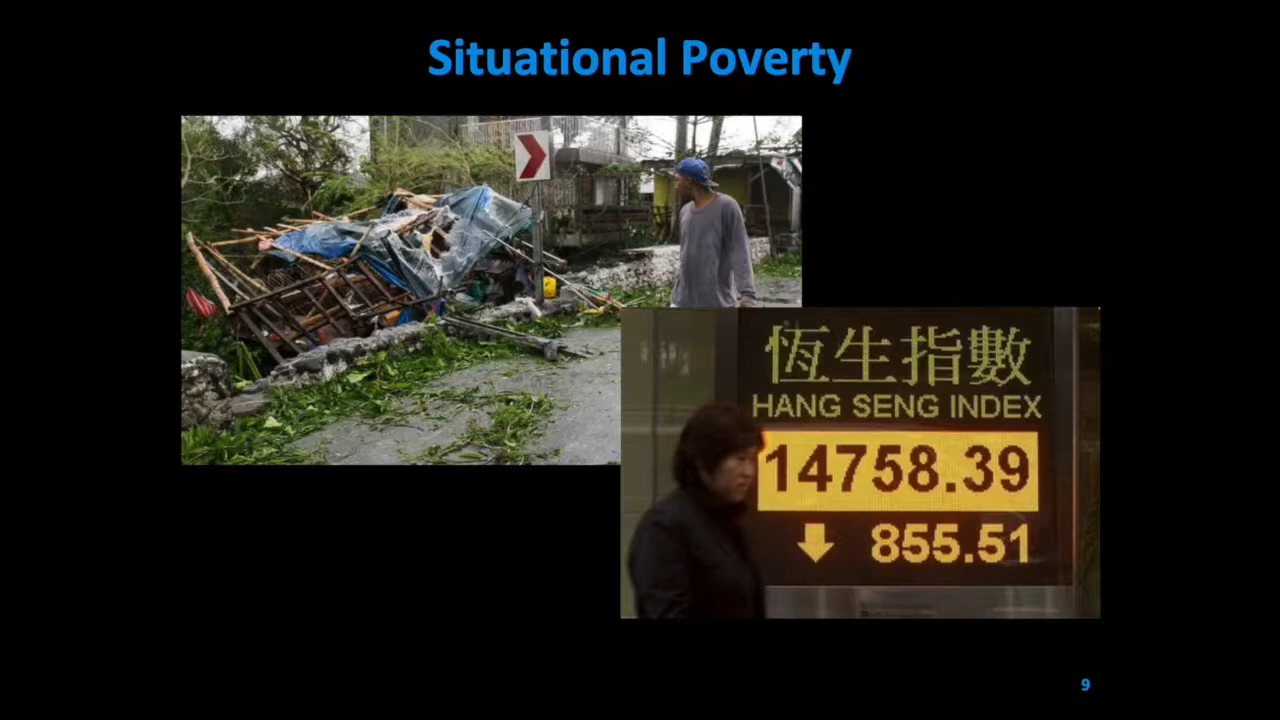 Situational Poverty
恆生指數
HANG SENG INDEX
14758.39
855.51
9